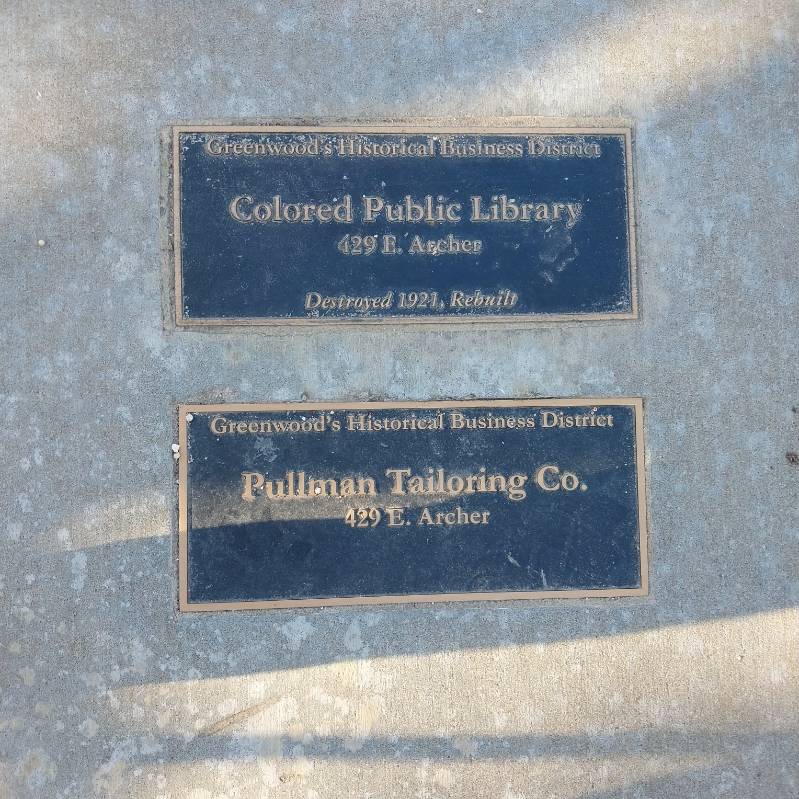 Greenwood's Historical Business District
Colored Public Library
429 E. Archer
Destroyed 1921, Rebuilt
Greenwood's Historical Business District
Pullman Tailoring Co.
429 E. Archer